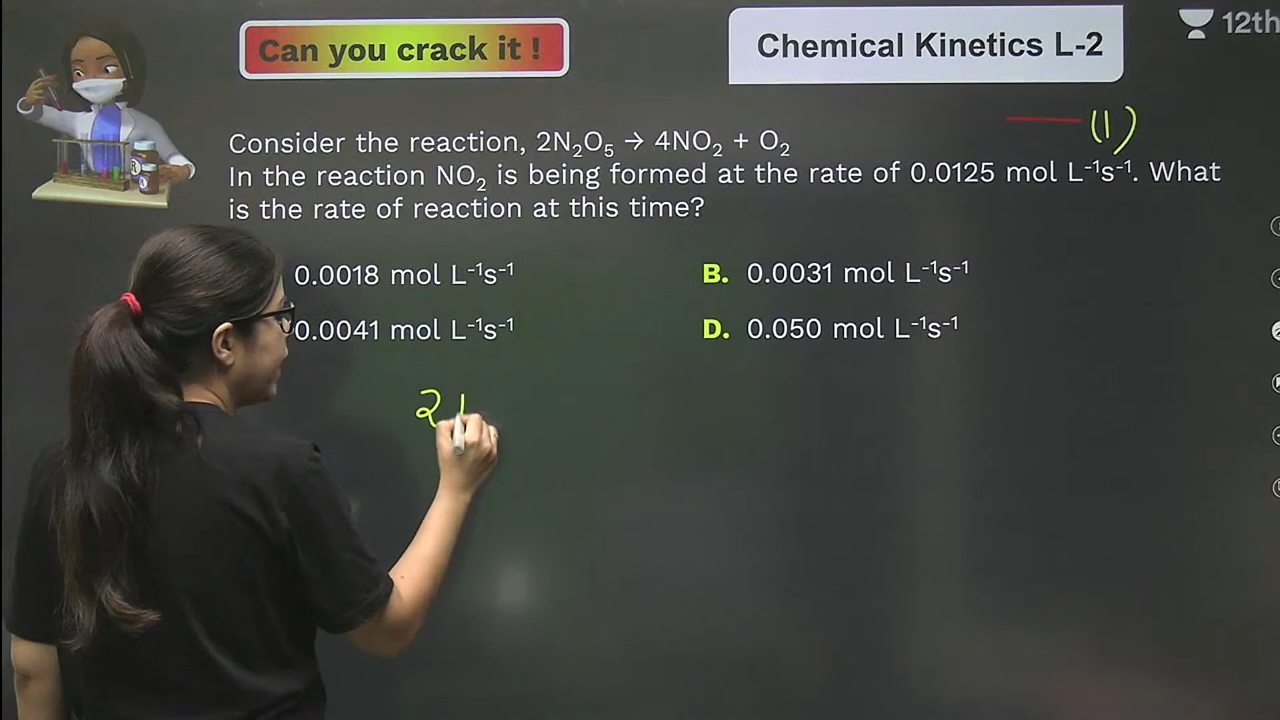 Can you crack it !
Chemical Kinetics L-2
12th
(1)
Consider the reaction, 2N₂O₅ → 4NO₂ + O₂
In the reaction NO₂ is being formed at the rate of 0.0125 mol L⁻¹s⁻¹. What
is the rate of reaction at this time?
0.0018 mol L⁻¹s⁻¹
B. 0.0031 mol L⁻¹s⁻¹
0.0041 mol L⁻¹s⁻¹
D. 0.050 mol L⁻¹s⁻¹
2